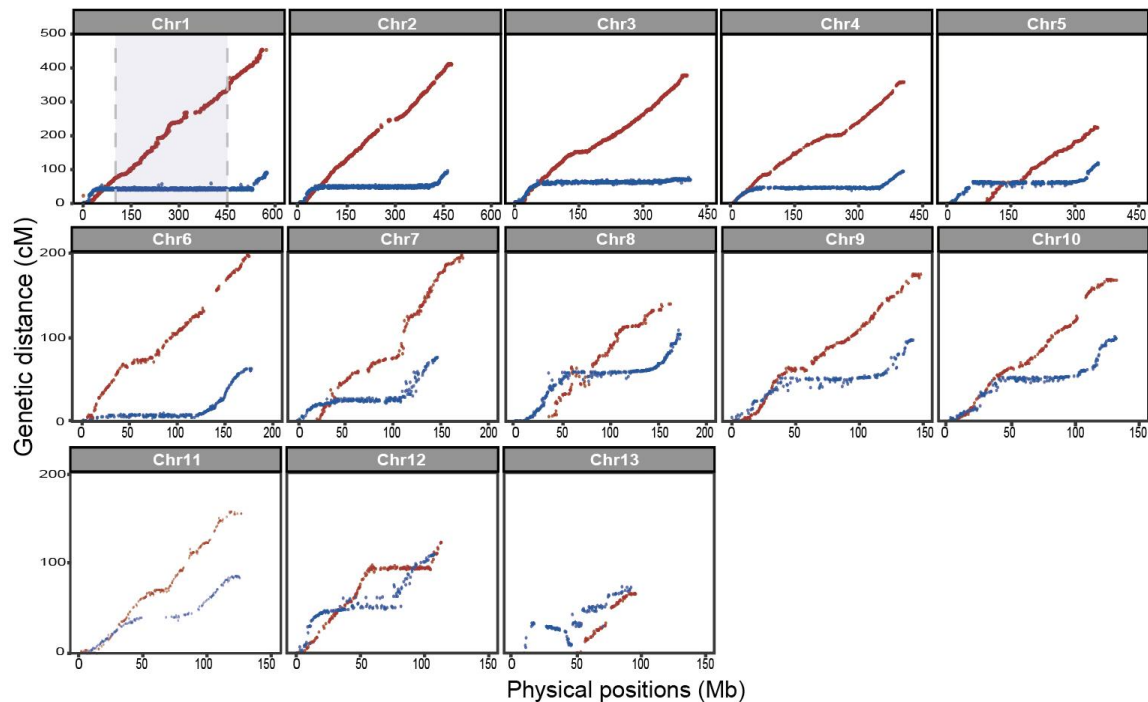 Chr1 Chr2 Chr3 Chr4 Chr5
500
400
300
200
100
0
0 150 300 450 600 0 150 300 450 600 0 150 300 450 0 150 300 450 0 150 300 450
Chr6 Chr7 Chr8 Chr9 Chr10
200
100
0
0 50 100 150 200 0 50 100 150 200 0 50 100 150 200 0 50 100 150 0 50 100 150
Chr11 Chr12 Chr13
200
100
0
0 50 100 150 0 50 100 150 0 50 100 150
Genetic distance (cM)
Physical positions (Mb)